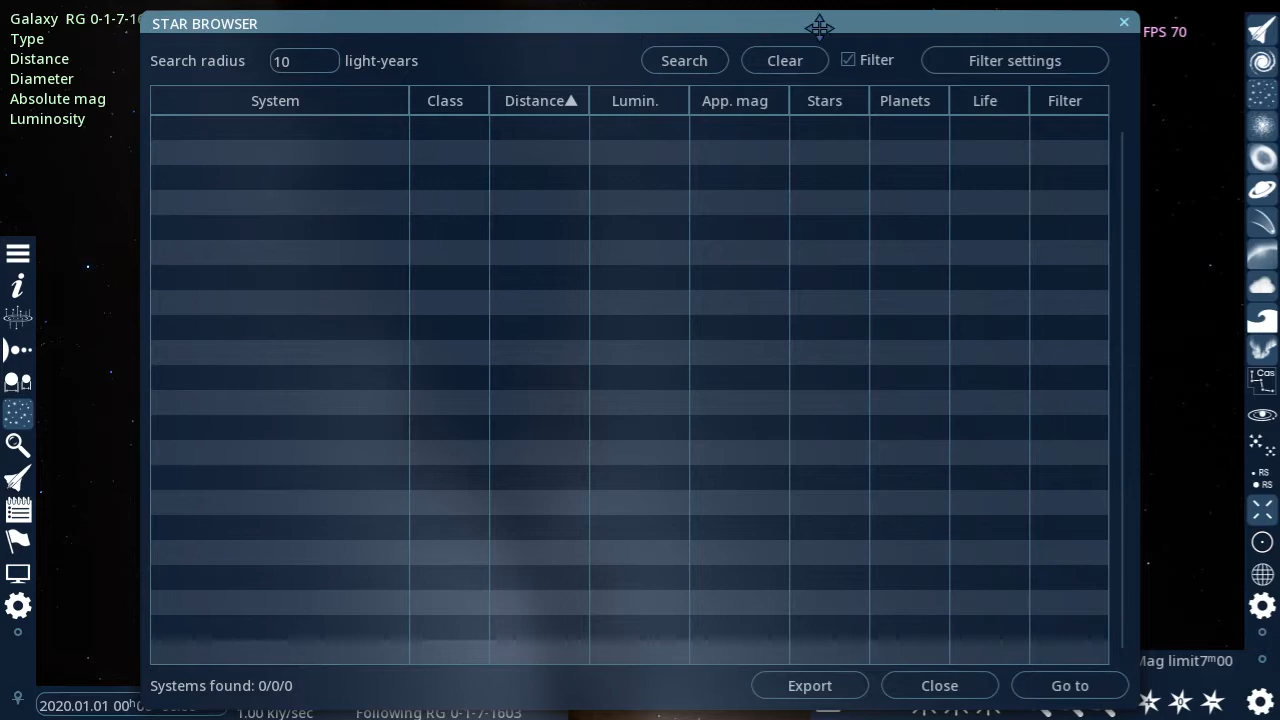 Galaxy RG 0-1-7-1
Type
Distance
Diameter
Absolute mag
Luminosity
STAR BROWSER
FPS 70
Search radius 10 light-years
Search
Clear
Filter
Filter settings
System Class Distance Lumin. App. mag Stars Planets Life Filter
Cas
RS
RS
Systems found: 0/0/0
Export
Close
Go to
Mag limit7ᵐ00
2020.01.01 00ʰ
1.00 kly/sec
Following RG 0-1-7-1603